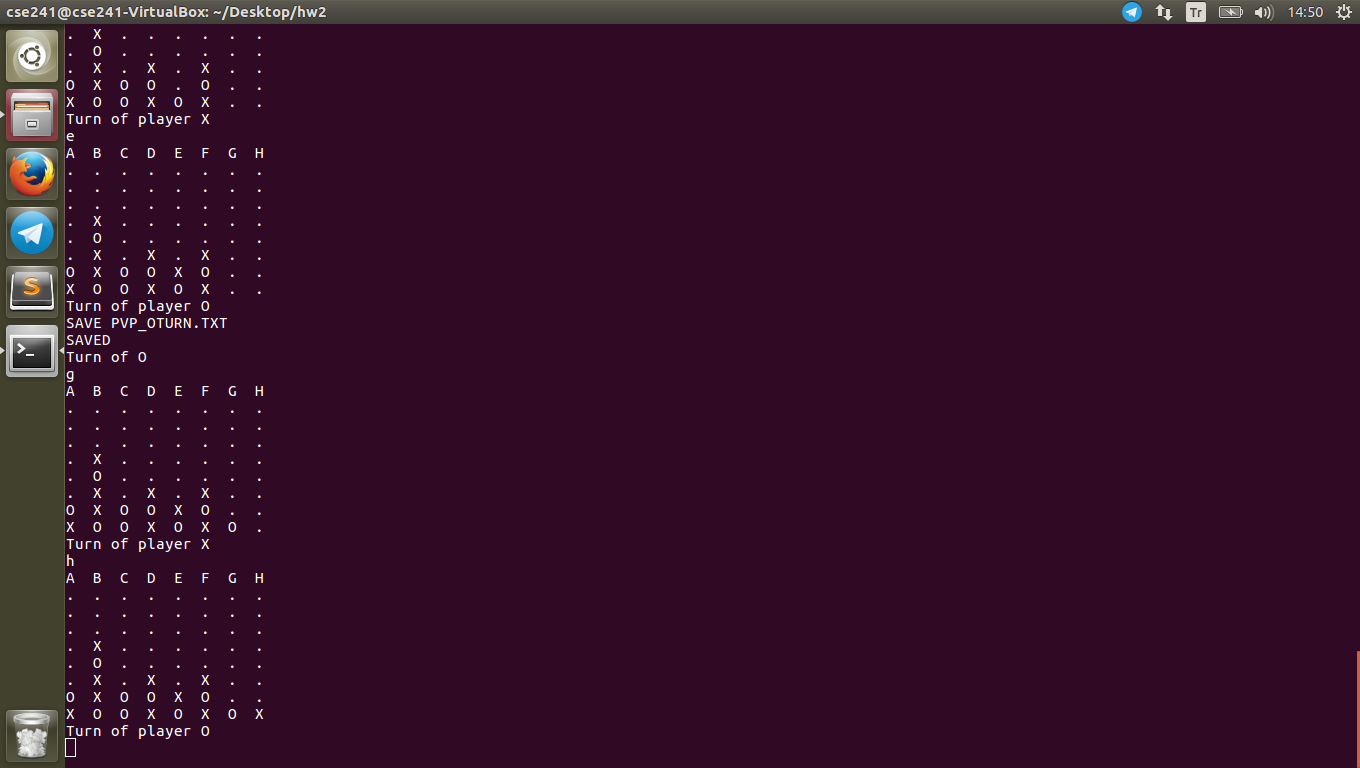 cse241@cse241-VirtualBox: ~/Desktop/hw2 Tr 14:50
. X . . . . . .
. O . . . . . .
. X . X . X . .
O X O O . O . .
X O O X O X . .
Turn of player X
e
A B C D E F G H
. . . . . . . .
. . . . . . . .
. . . . . . . .
. X . . . . . .
. O . . . . . .
. X . X . X . .
O X O O X O . .
X O O X O X . .
Turn of player O
SAVE PVP_OTURN.TXT
SAVED
Turn of O
g
A B C D E F G H
. . . . . . . .
. . . . . . . .
. . . . . . . .
. X . . . . . .
. O . . . . . .
. X . X . X . .
O X O O X O . .
X O O X O X O .
Turn of player X
h
A B C D E F G H
. . . . . . . .
. . . . . . . .
. . . . . . . .
. X . . . . . .
. O . . . . . .
. X . X . X . .
O X O O X O . .
X O O X O X O X
Turn of player O